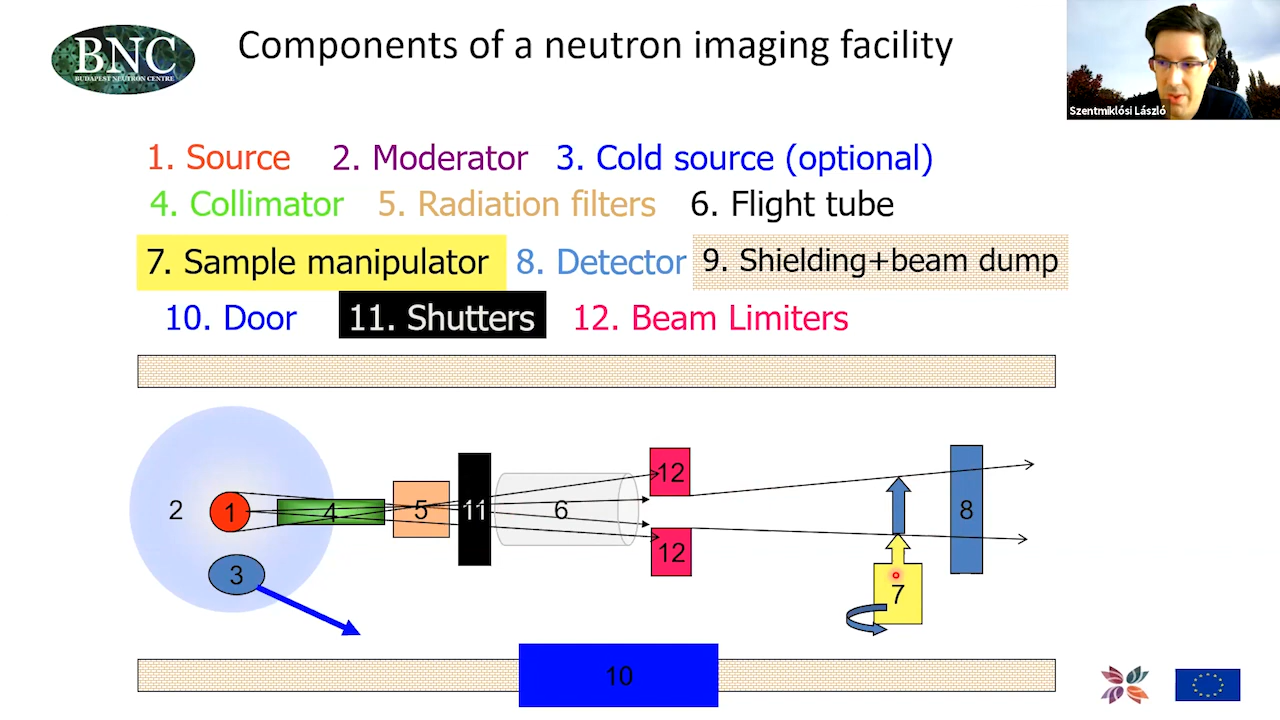 BNC
BUDAPEST NEUTRON CENTRE
Components of a neutron imaging facility
Szentmiklósi László
1. Source 2. Moderator 3. Cold source (optional)
4. Collimator 5. Radiation filters 6. Flight tube
7. Sample manipulator 8. Detector 9. Shielding+beam dump
10. Door 11. Shutters 12. Beam Limiters
12
2 1 4 5 11 6 8
12
3 7
10